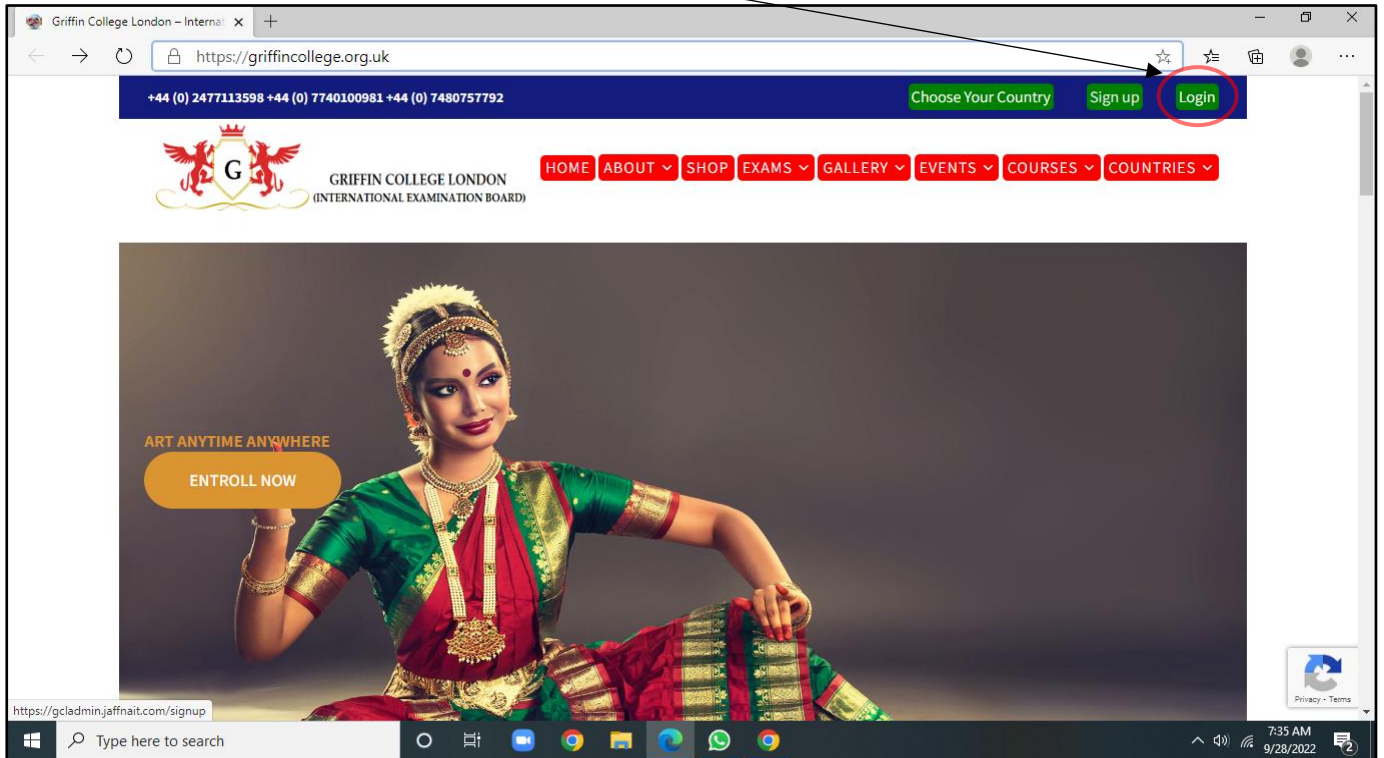 Griffin College London – Internat
https://griffincollege.org.uk
+44 (0) 2477113598 +44 (0) 7740100981 +44 (0) 7480757792
Choose Your Country Sign up Login
G
GRIFFIN COLLEGE LONDON
(INTERNATIONAL EXAMINATION BOARD)
HOME ABOUT SHOP EXAMS GALLERY EVENTS COURSES COUNTRIES
ART ANYTIME ANYWHERE
ENTROLL NOW
Privacy - Terms
https://gcladmin.jaffnait.com/signup
Type here to search
7:35 AM
9/28/2022
2